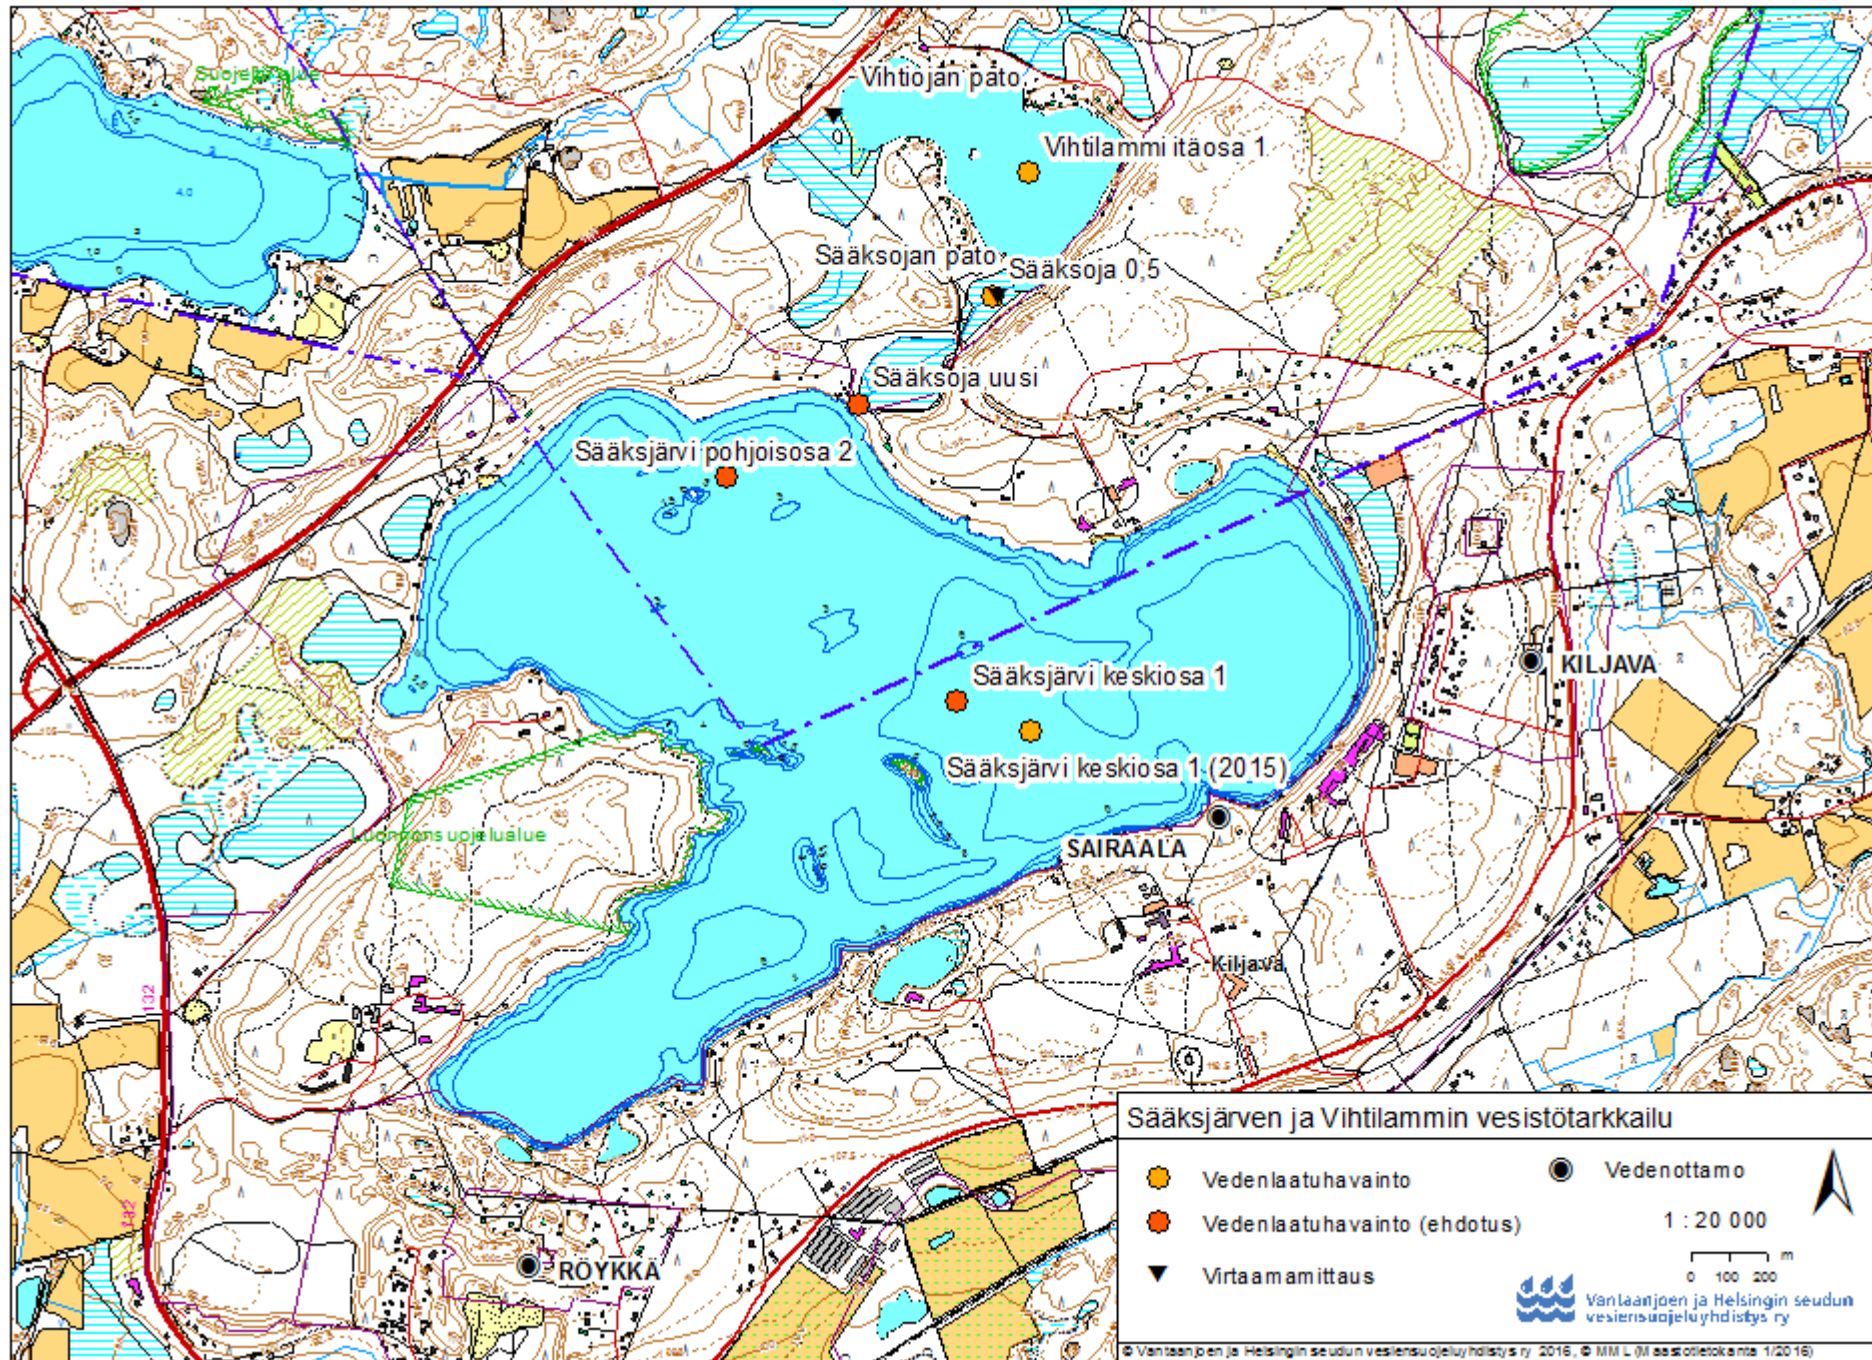 Vihtiojan pato
Suojelualue
Vihtilammi itäosa 1
Sääksojan pato
Sääksoja 0,5
Sääksoja uusi
Sääksjärvi pohjoisosa 2
Sääksjärvi keskiosa 1
KILJAVA
Sääksjärvi keskiosa 1 (2015)
Luonnonsuojelualue
SAIRAALA
Kiljava
132
132
RÖYKKÄ
Sääksjärven ja Vihtilammin vesistötarkkailu
Vedenlaatuhavainto
Vedenottamo
Vedenlaatuhavainto (ehdotus)
1 : 20 000
Virtaamamittaus
m
0 100 200
Vantaanjoen ja Helsingin seudun
vesiensuojeluyhdistys ry
© Vantaanjoen ja Helsingin seudun vesiensuojeluyhdistys ry 2016, © MML (Maastotietokanta 1/2016)